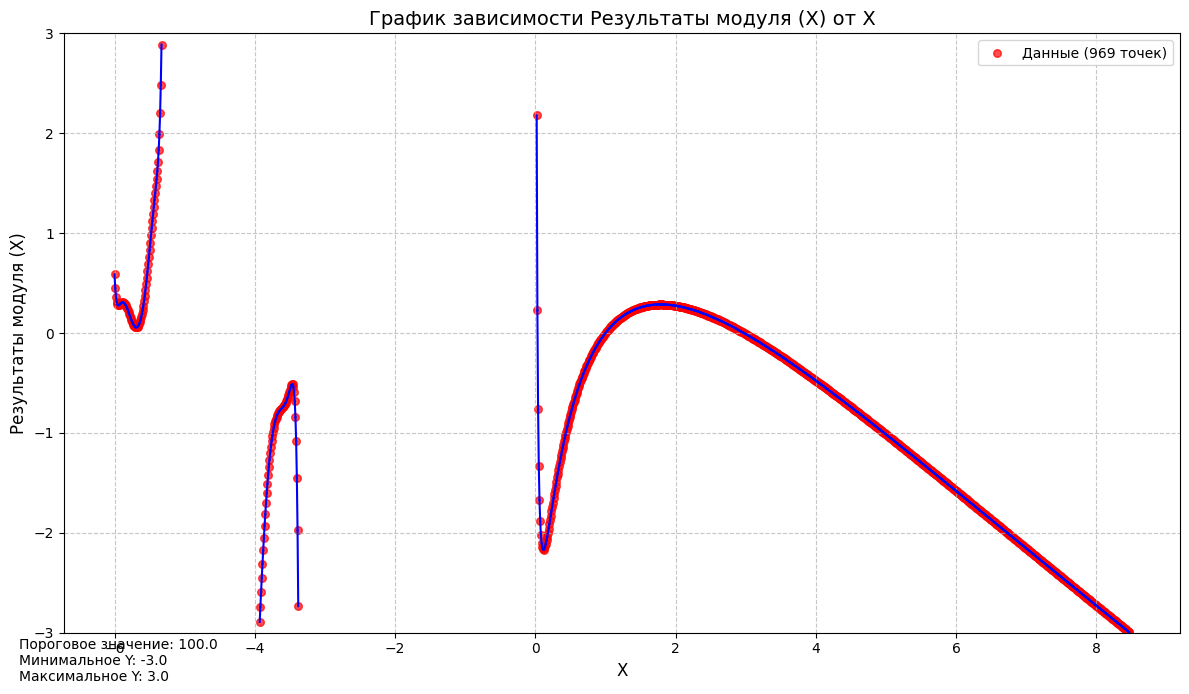 График зависимости Результаты модуля (X) от X
Данные (969 точек)
Результаты модуля (X)
3
2
1
0
−1
−2
−3
−6
−4
−2
0
2
4
6
8
X
Пороговое значение: 100.0
Минимальное Y: -3.0
Максимальное Y: 3.0